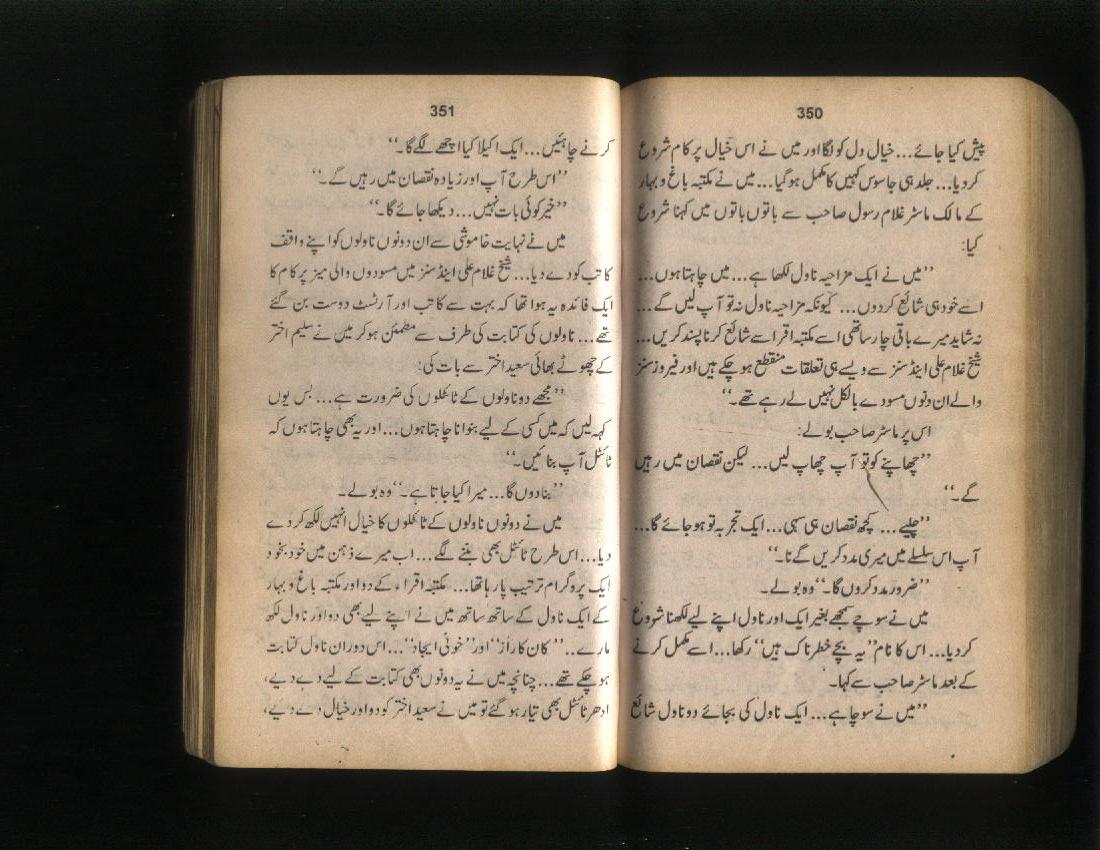 350
پیش کیا جائے... خیال دل کو لگا اور میں نے اس خیال پر کام شروع
کر دیا... جلد ہی جاسوس کہیں کا مکمل ہو گیا... میں نے مکتبہ باغ و بہار
کے مالک ماسٹر غلام رسول صاحب سے باتوں باتوں میں کہنا شروع
کیا:
’’میں نے ایک مزاحیہ ناول لکھا ہے... میں چاہتا ہوں...
اسے خود ہی شائع کردوں... کیونکہ مزاحیہ ناول نہ تو آپ لیں گے...
نہ شاید میرے باقی چار ساتھی اسے مکتبہ اقرا سے شائع کرنا پسند کریں...
شیخ غلام علی اینڈ سنز سے ویسے ہی تعلقات منقطع ہو چکے ہیں اور فیروز سنز
والے ان دنوں مسودے بالکل نہیں لے رہے تھے۔‘‘
اس پر ماسٹر صاحب بولے:
’’چھاپنے کو تو آپ چھاپ لیں... لیکن نقصان میں رہیں
گے۔‘‘
’’چلیے... کچھ نقصان ہی سہی... ایک تجربہ تو ہو جائے گا...
آپ اس سلسلے میں میری مدد کریں گے نا۔‘‘
’’ضرور مدد کروں گا۔‘‘ وہ بولے۔
میں نے سوچے سمجھے بغیر ایک اور ناول اپنے لیے لکھنا شروع
کر دیا... اس کا نام ’’یہ بچے خطرناک ہیں‘‘ رکھا... اسے مکمل کرنے
کے بعد ماسٹر صاحب سے کہا۔
’’میں نے سوچا ہے... ایک ناول کی بجائے دو ناول شائع
351
کرنے چاہئیں... ایک اکیلا کیا اچھے لگے گا۔‘‘
’’اس طرح آپ اور زیادہ نقصان میں رہیں گے۔‘‘
’’خیر کوئی بات نہیں... دیکھا جائے گا۔‘‘
میں نے نہایت خاموشی سے ان دونوں ناولوں کو اپنے واقف
کاتب کو دے دیا... شیخ غلام علی اینڈ سنز میں مسودوں والی میز پر کام کا
ایک فائدہ یہ ہوا تھا کہ بہت سے کاتب اور آرٹسٹ دوست بن گئے
تھے... ناولوں کی کتابت کی طرف سے مطمئن ہو کر میں نے سلیم اختر
کے چھوٹے بھائی سعید اختر سے بات کی:
’’مجھے دو ناولوں کے ٹائٹلوں کی ضرورت ہے... بس یوں
کہہ لیں کہ میں کسی کے لیے بنوانا چاہتا ہوں... اور یہ بھی چاہتا ہوں کہ
ٹائٹل آپ بنائیں۔‘‘
’’بنا دوں گا... میرا کیا جاتا ہے۔‘‘ وہ بولے۔
میں نے دونوں ناولوں کے ٹائٹلوں کا خیال انہیں لکھ کر دے
دیا... اس طرح ٹائٹل بھی بننے لگے... اب میرے ذہن میں خود بخود
ایک پروگرام ترتیب پا رہا تھا... مکتبہ اقراء کے دو اور مکتبہ باغ و بہار
کے ایک ناول کے ساتھ ساتھ میں نے اپنے لیے بھی دو اور ناول لکھ
مارے.. ’’کان کا راز‘‘ اور ’’خونی ایجاد‘‘... اس دوران ناول کتابت
ہو چکے تھے... چنانچہ میں نے یہ دونوں بھی کتابت کے لیے دے دیے،
ادھر ٹائٹل بھی تیار ہو گئے تو میں نے سعید اختر کو دو اور خیال دے دیے،